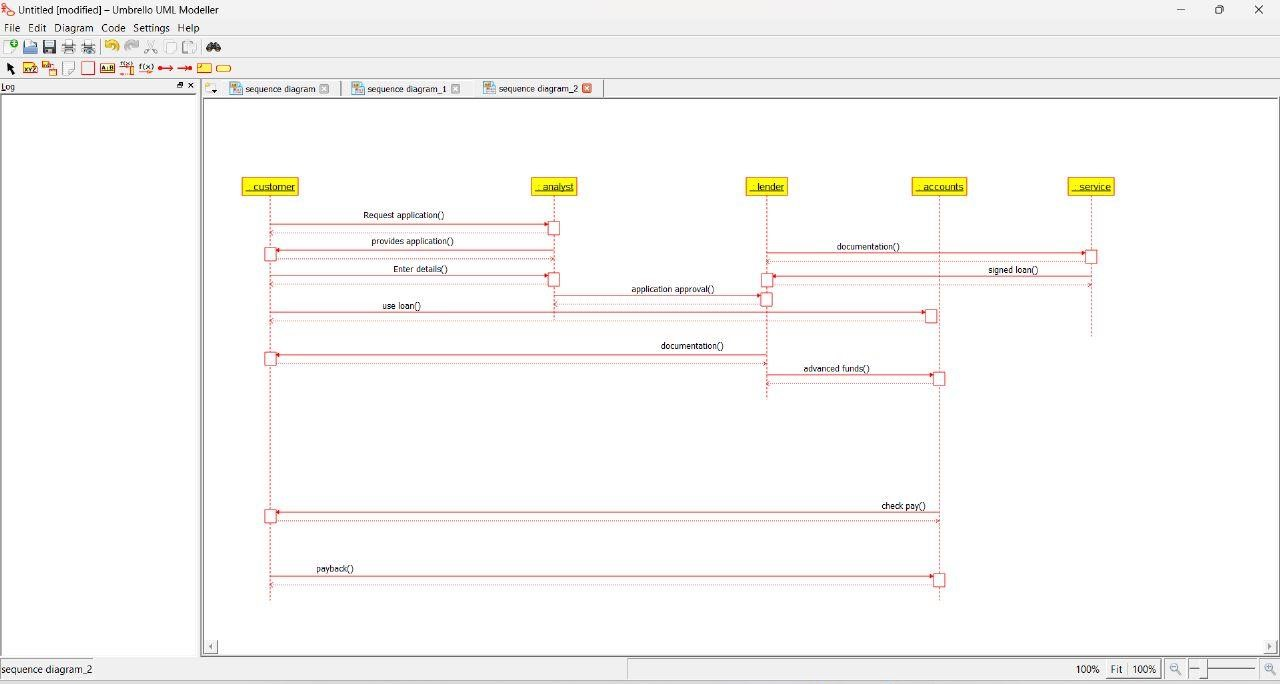 Untitled [modified] – Umbrello UML Modeller
File Edit Diagram Code Settings Help
XYZ A:B f(x) f(x)
Log
sequence diagram sequence diagram_1 sequence diagram_2
: customer : analyst : lender : accounts : service
Request application()
provides application()
documentation()
Enter details()
signed loan()
application approval()
use loan()
documentation()
advanced funds()
check pay()
payback()
sequence diagram_2
100% Fit 100%